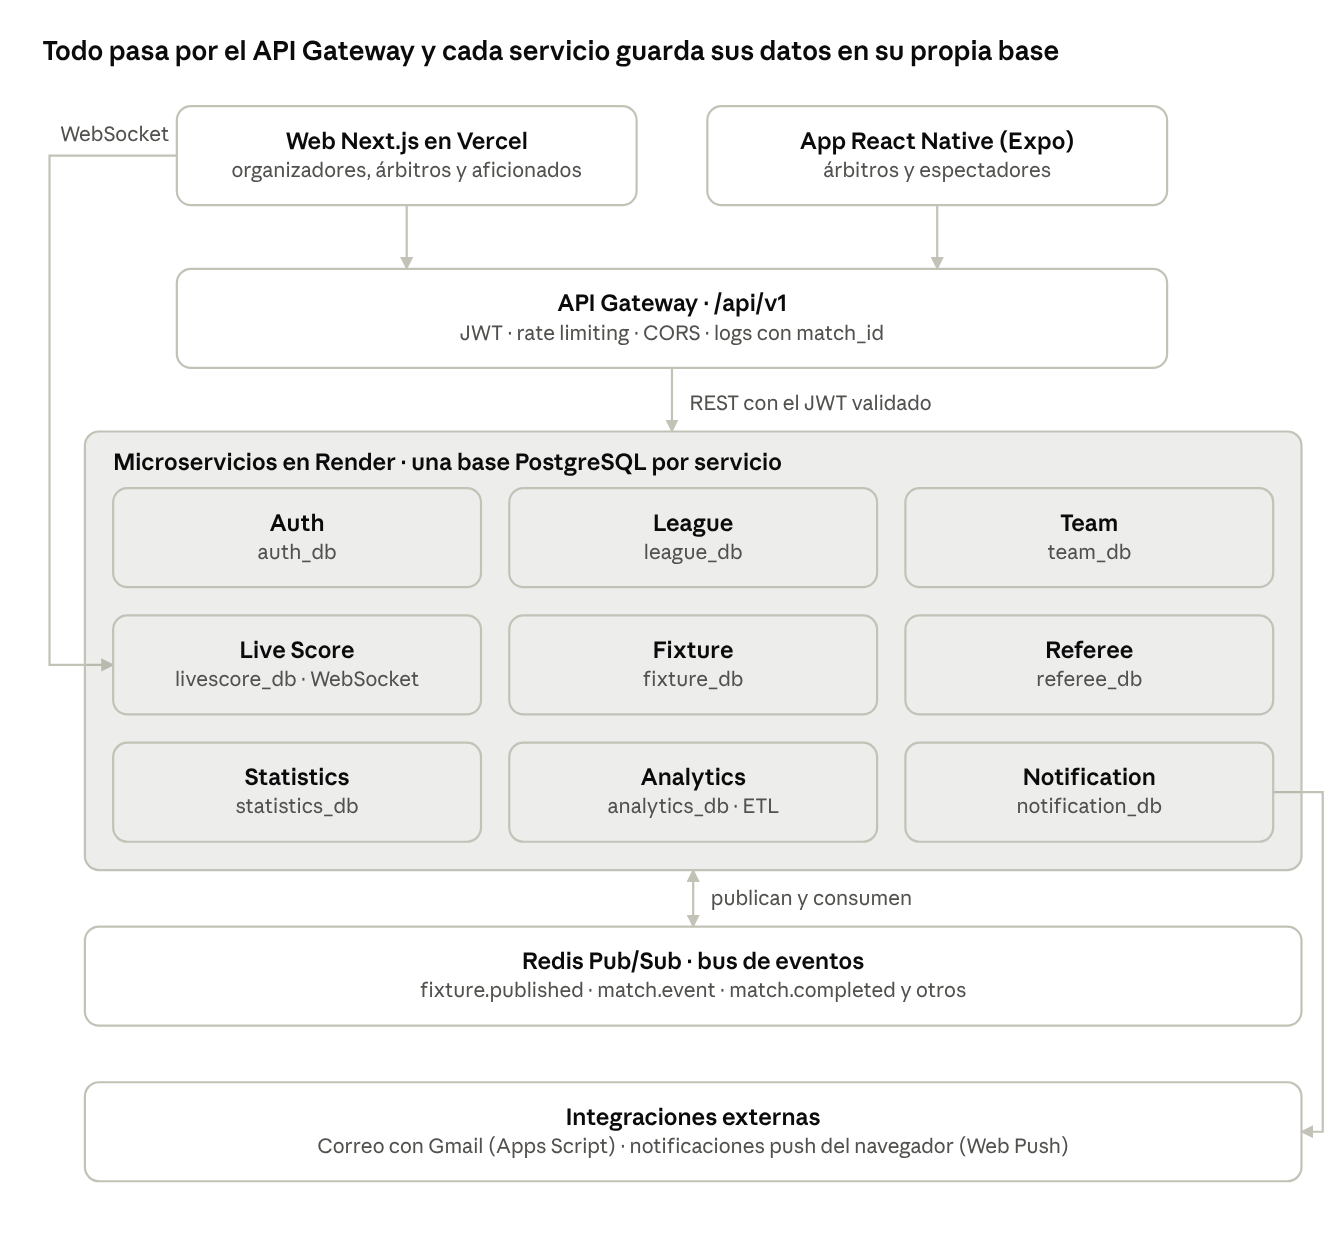 Todo pasa por el API Gateway y cada servicio guarda sus datos en su propia base
WebSocket
Web Next.js en Vercel
organizadores, árbitros y aficionados
App React Native (Expo)
árbitros y espectadores
API Gateway · /api/v1
JWT · rate limiting · CORS · logs con match_id
REST con el JWT validado
Microservicios en Render · una base PostgreSQL por servicio
Auth
auth_db
League
league_db
Team
team_db
Live Score
livescore_db · WebSocket
Fixture
fixture_db
Referee
referee_db
Statistics
statistics_db
Analytics
analytics_db · ETL
Notification
notification_db
publican y consumen
Redis Pub/Sub · bus de eventos
fixture.published · match.event · match.completed y otros
Integraciones externas
Correo con Gmail (Apps Script) · notificaciones push del navegador (Web Push)